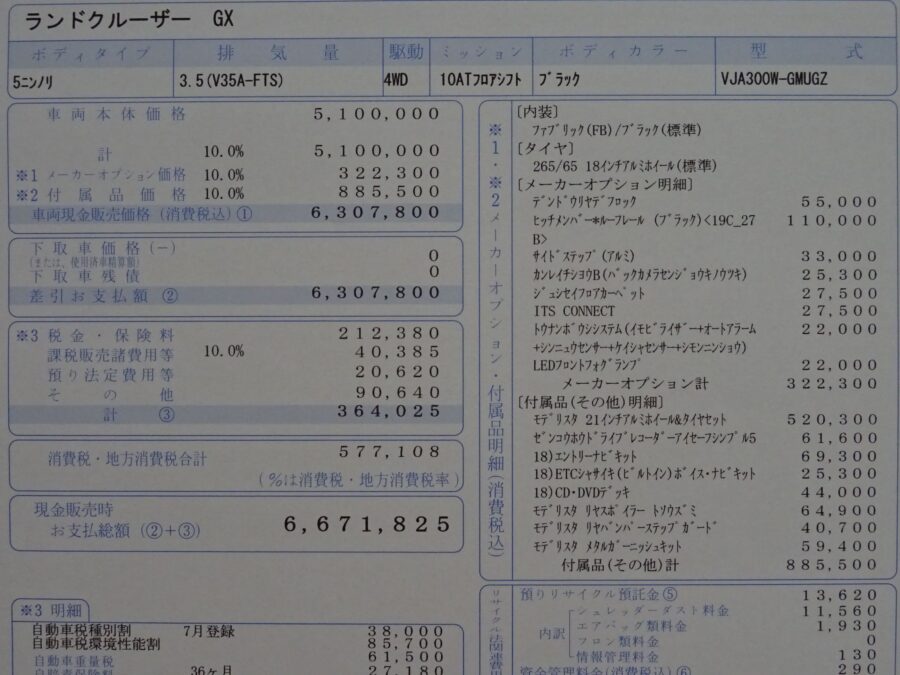 ランドクルーザー GX
ボディタイプ 排気量 駆動 ミッション ボディカラー 型式
5ニンノリ 3.5(V35A-FTS) 4WD 10ATフロアシフト ブラック VJA300W-GMUGZ
車両本体価格 5,100,000
計 10.0% 5,100,000
※1メーカーオプション価格 10.0% 322,300
※2付属品価格 10.0% 885,500
車両現金販売価格(消費税込)① 6,307,800
下取車価格(-) 0
(または、使用済車精算額)
下取車残債 0
差引お支払額 ② 6,307,800
※3税金・保険料 212,380
課税販売諸費用等 10.0% 40,385
預り法定費用等 20,620
その他 90,640
計 ③ 364,025
消費税・地方消費税合計 577,108
(%は消費税・地方消費税率)
現金販売時
お支払総額(②+③) 6,671,825
※3 明細
自動車税種別割 7月登録 38,000
自動車税環境性能割 85,700
自動車重量税 61,500
自賠責保険料 36ヶ月 27,180
※1・※2メーカーオプション・付属品明細(消費税込)
[内装]
ファブリック(FB)/ブラック(標準)
[タイヤ]
265/65 18インチアルミホイール(標準)
[メーカーオプション明細]
デンドウリヤデフロック 55,000
ヒッチメンバー*ルーフレール (ブラック)<19C_27 110,000
B>
サイドステップ(アルミ) 33,000
カンレイチショウB(バックカメラセンジョウキノウツキ) 25,300
ジュシセイフロアカーペット 27,500
ITS CONNECT 27,500
トウナンボウシシステム(イモビライザー+オートアラーム 22,000
+シンニュウセンサー+ケイシャセンサー+シモンニンショウ)
LEDフロントフォグランプ 22,000
メーカーオプション計 322,300
[付属品(その他)明細]
モデリスタ 21インチアルミホイール&タイヤセット 520,300
ゼンコウホウドライブレコーダーアイセーフシンプル5 61,600
18)エントリーナビキット 69,300
18)ETCシャサイキ(ビルトイン)ボイス・ナビキット 25,300
18)CD・DVDデッキ 44,000
モデリスタ リヤスポイラー トソウズミ 64,900
モデリスタ リヤバンパーステップガード 40,700
モデリスタ メタルガーニッシュキット 59,400
付属品(その他)計 885,500
預りリサイクル預託金⑤ 13,620
内訳 シュレッダーダスト料金 11,560
エアバッグ類料金 1,930
フロン類料金 0
情報管理料金 130
資金管理料金(消費税込)⑥ 290